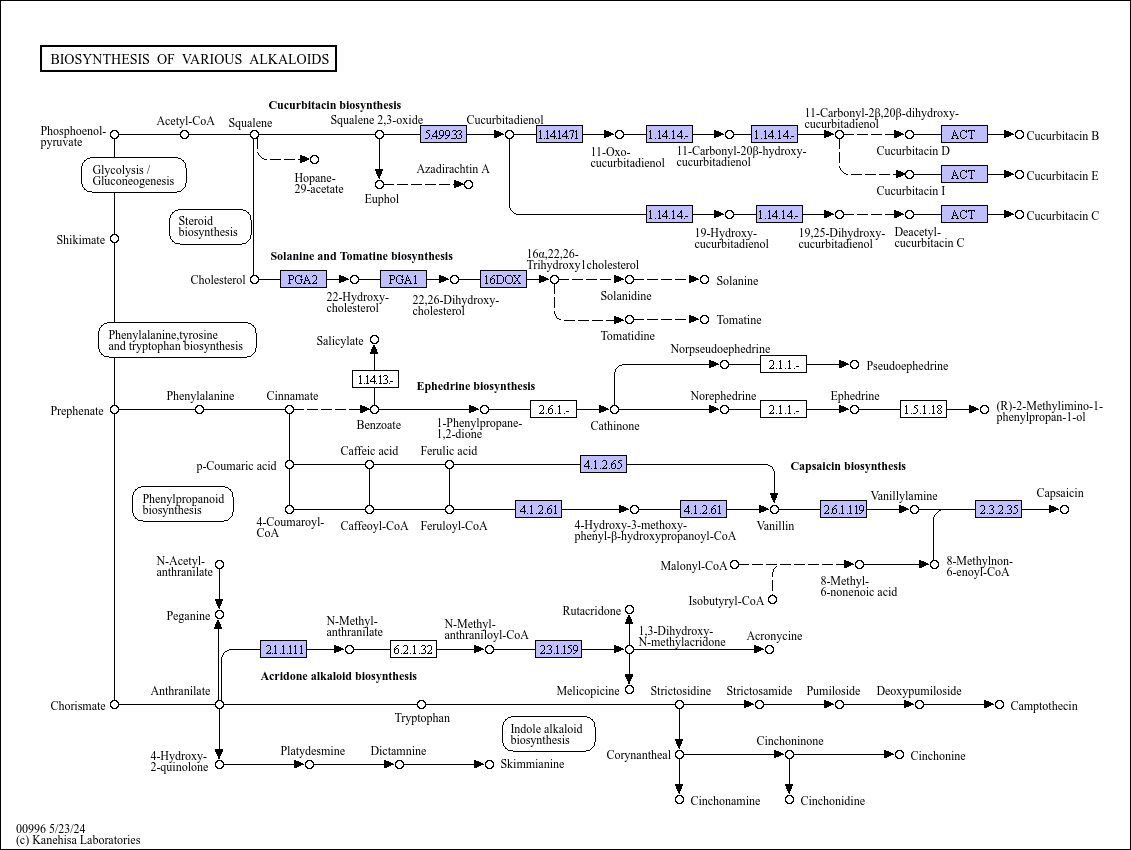 BIOSYNTHESIS OF VARIOUS ALKALOIDS
Cucurbitacin biosynthesis
Phosphoenol-
pyruvate
Acetyl-CoA
Squalene
Squalene 2,3-oxide
5.4.99.33
Cucurbitadienol
1.14.14.71
11-Oxo-
cucurbitadienol
1.14.14.-
11-Carbonyl-20β-hydroxy-
cucurbitadienol
1.14.14.-
11-Carbonyl-2β,20β-dihydroxy-
cucurbitadienol
Cucurbitacin D
ACT
Cucurbitacin B
Glycolysis /
Gluconeogenesis
Hopane-
29-acetate
Azadirachtin A
Euphol
Cucurbitacin I
ACT
Cucurbitacin E
Steroid
biosynthesis
1.14.14.-
19-Hydroxy-
cucurbitadienol
1.14.14.-
19,25-Dihydroxy-
cucurbitadienol
Deacetyl-
cucurbitacin C
ACT
Cucurbitacin C
Shikimate
Solanine and Tomatine biosynthesis
Cholesterol
PGA2
22-Hydroxy-
cholesterol
PGA1
22,26-Dihydroxy-
cholesterol
16DOX
16α,22,26-
Trihydroxylcholesterol
Solanidine
Solanine
Tomatidine
Tomatine
Phenylalanine,tyrosine
and tryptophan biosynthesis
Salicylate
1.14.13.-
Ephedrine biosynthesis
Norpseudoephedrine
2.1.1.-
Pseudoephedrine
Prephenate
Phenylalanine
Cinnamate
Benzoate
1-Phenylpropane-
1,2-dione
2.6.1.-
Cathinone
Norephedrine
2.1.1.-
Ephedrine
1.5.1.18
(R)-2-Methylimino-1-
phenylpropan-1-ol
p-Coumaric acid
Caffeic acid
Ferulic acid
4.1.2.65
Capsaicin biosynthesis
Phenylpropanoid
biosynthesis
4-Coumaroyl-
CoA
Caffeoyl-CoA
Feruloyl-CoA
4.1.2.61
4-Hydroxy-3-methoxy-
phenyl-β-hydroxypropanoyl-CoA
4.1.2.61
Vanillin
2.6.1.119
Vanillylamine
2.3.2.35
Capsaicin
N-Acetyl-
anthranilate
Malonyl-CoA
8-Methyl-
6-nonenoic acid
8-Methylnon-
6-enoyl-CoA
Isobutyryl-CoA
Peganine
Rutacridone
2.1.1.111
N-Methyl-
anthranilate
6.2.1.32
N-Methyl-
anthraniloyl-CoA
2.3.1.159
1,3-Dihydroxy-
N-methylacridone
Acronycine
Acridone alkaloid biosynthesis
Melicopicine
Chorismate
Anthranilate
Tryptophan
Strictosidine
Strictosamide
Pumiloside
Deoxypumiloside
Camptothecin
Indole alkaloid
biosynthesis
4-Hydroxy-
2-quinolone
Platydesmine
Dictamnine
Skimmianine
Corynantheal
Cinchoninone
Cinchonine
Cinchonamine
Cinchonidine
00996 5/23/24
(c) Kanehisa Laboratories